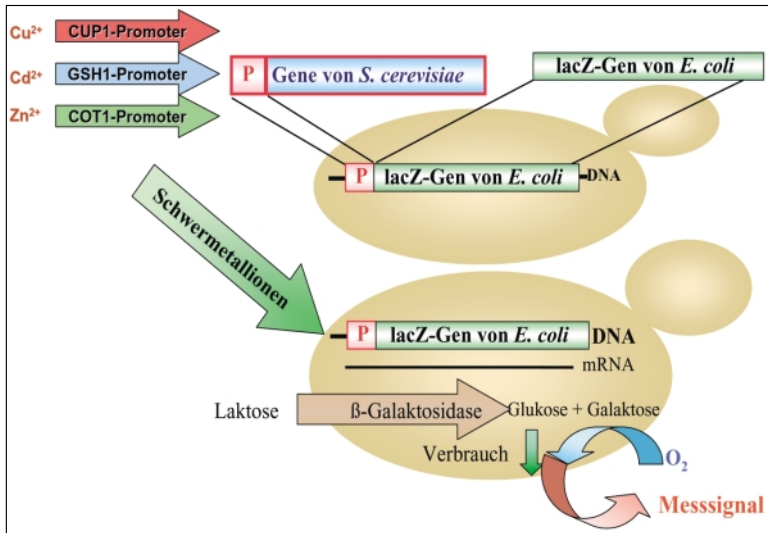 Cu²⁺ CUP1-Promoter
Cd²⁺ GSH1-Promoter
Zn²⁺ COT1-Promoter
P Gene von S. cerevisiae
lacZ-Gen von E. coli
P lacZ-Gen von E. coli DNA
Schwermetallionen
P lacZ-Gen von E. coli DNA
mRNA
Laktose ß-Galaktosidase Glukose + Galaktose
Verbrauch
O₂
Messsignal